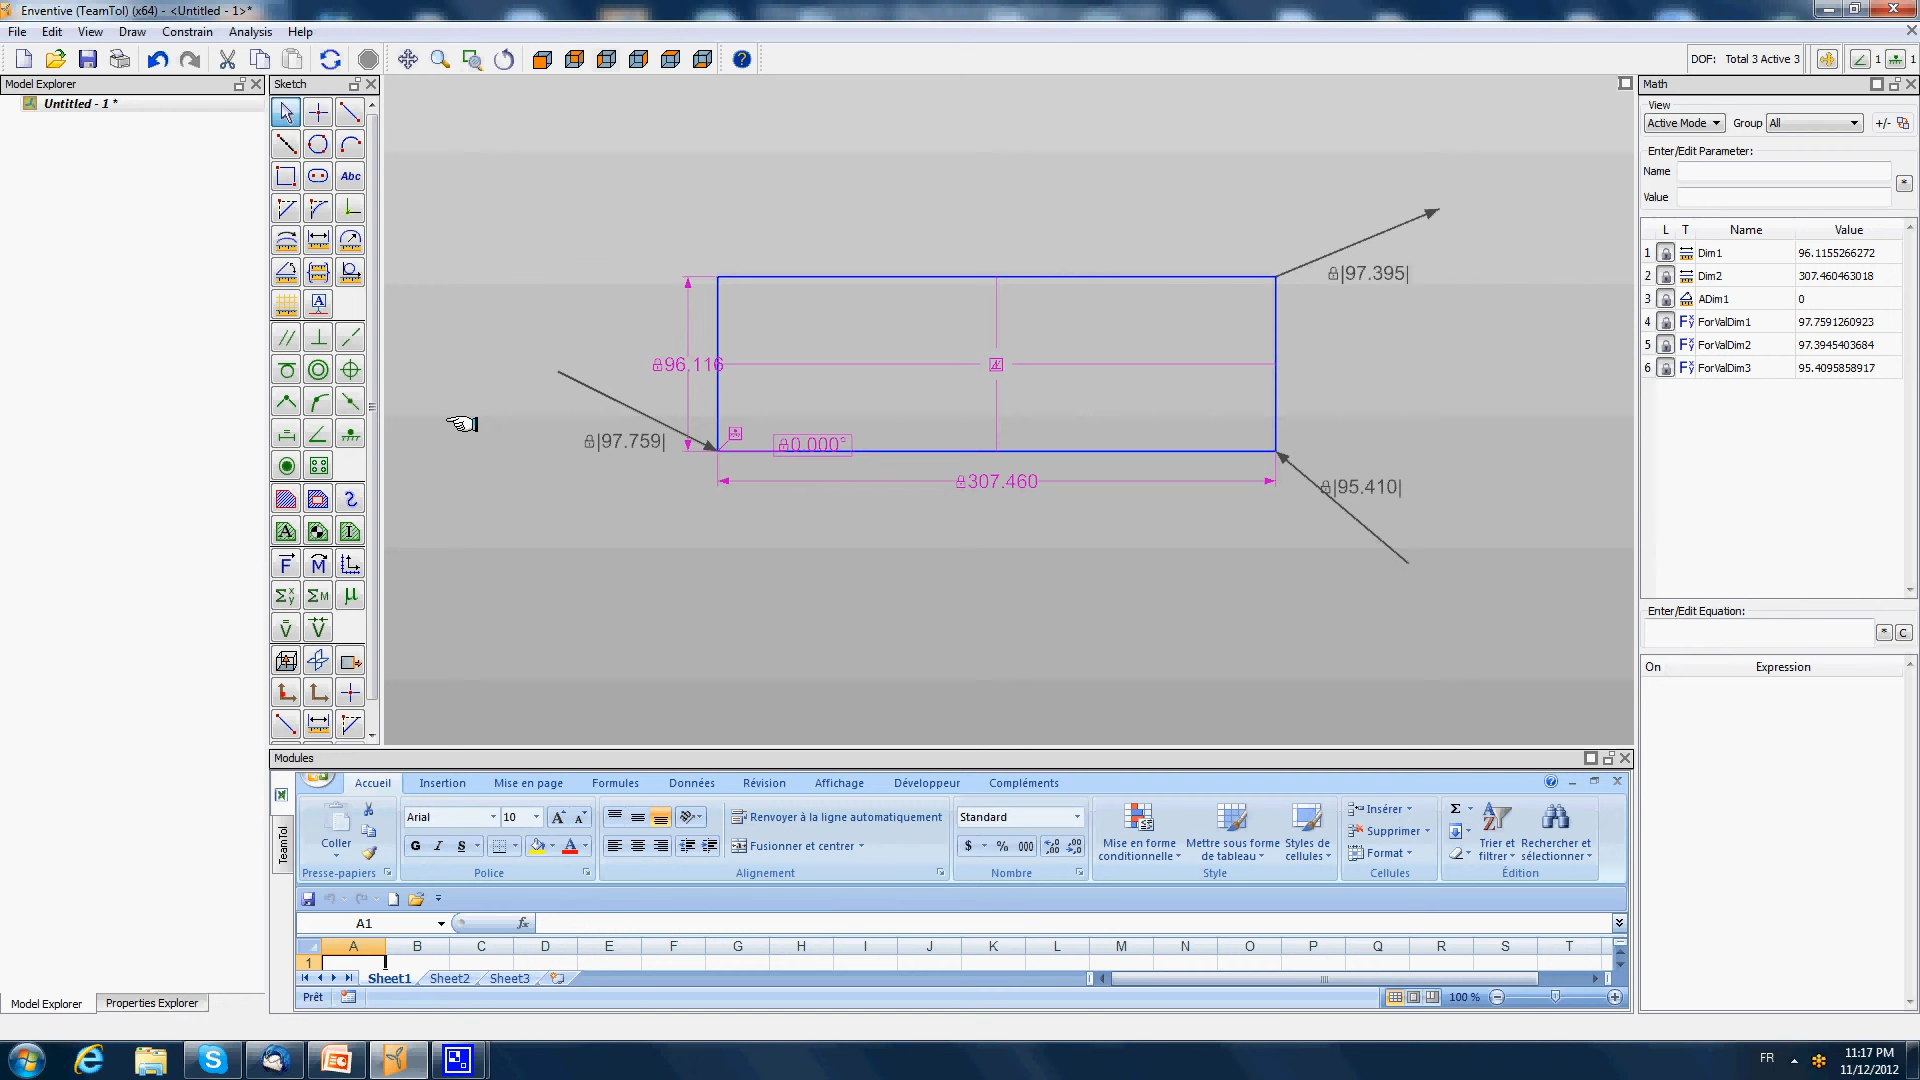 Enventive (TeamTol) (x64) - <Untitled - 1>*
File Edit View Draw Constrain Analysis Help
DOF: Total 3 Active 3
1
1
Model Explorer
Untitled - 1 *
Sketch
Abc
A
A
I
F
M
Σxy
ΣM
µ
V
V
97.395
96.116
97.759
0.000°
307.460
95.410
Math
View
Active Mode Group All +/-
Enter/Edit Parameter:
Name
*
Value
L T Name Value
1 Dim1 96.1155266272
2 Dim2 307.460463018
3 ADim1 0
4 ForValDim1 97.7591260923
5 ForValDim2 97.3945403684
6 ForValDim3 95.4095858917
Enter/Edit Equation:
* C
On Expression
Modules
TeamTol
Accueil Insertion Mise en page Formules Données Révision Affichage Développeur Compléments
Arial 10 Renvoyer à la ligne automatiquement Standard Insérer
Supprimer
Coller G I S Fusionner et centrer $ % 000 Mise en forme conditionnelle Mettre sous forme de tableau Styles de cellules Format Trier et filtrer Rechercher et sélectionner
Presse-papiers Police Alignement Nombre Style Cellules Édition
A1 fx
A B C D E F G H I J K L M N O P Q R S T
1
Sheet1 Sheet2 Sheet3
Prêt 100 %
Model Explorer Properties Explorer
FR 11:17 PM
11/12/2012